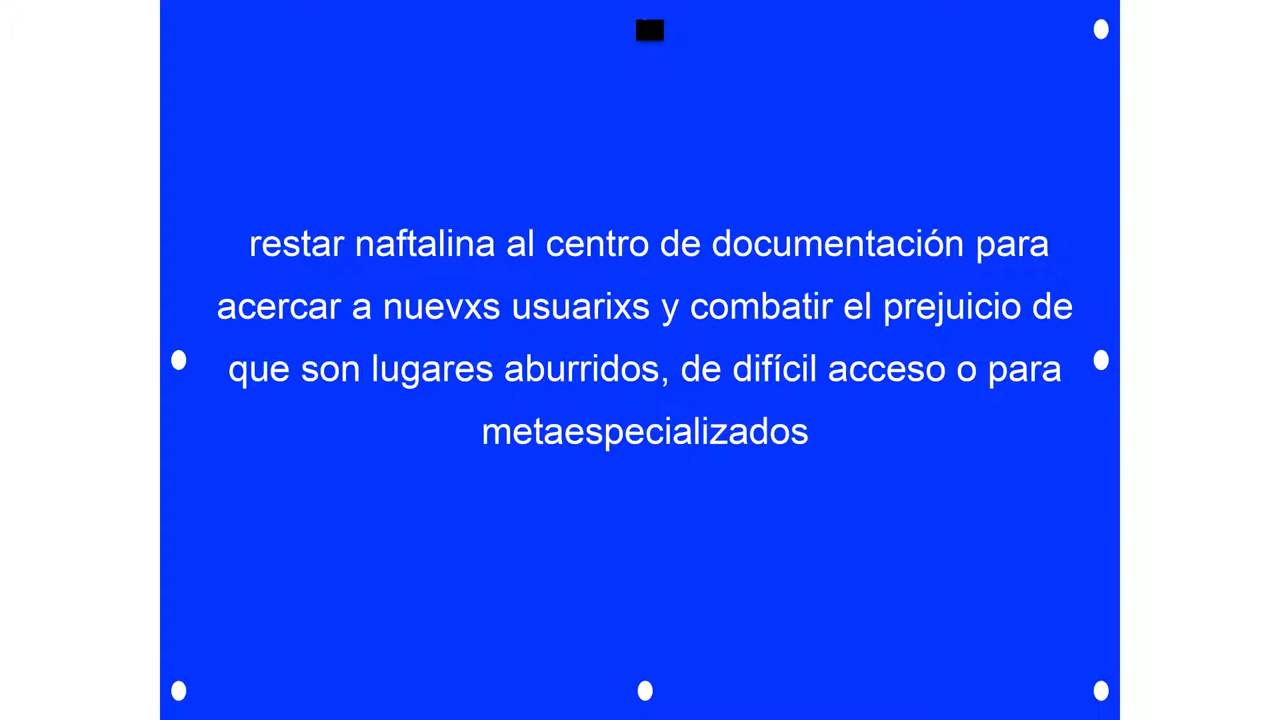 restar naftalina al centro de documentación para
acercar a nuevxs usuarixs y combatir el prejuicio de
que son lugares aburridos, de difícil acceso o para
metaespecializados